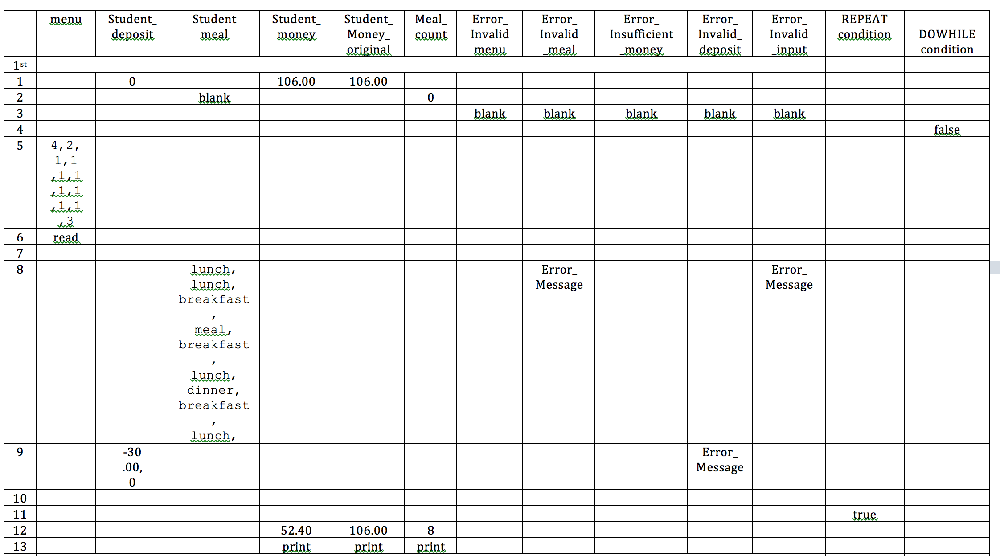 menu
Student_
deposit
Student
meal
Student_
money
Student_
Money_
original
Meal_
count
Error_
Invalid
menu
Error_
Invalid
_meal
Error_
Insufficient
_money
Error_
Invalid_
deposit
Error_
Invalid
_input
REPEAT
condition
DOWHILE
condition
1st
1 0 106.00 106.00
2 blank 0
3 blank blank blank blank blank
4 false
5 4,2,
1,1
,1,1
,1,1
,1,1
,3
6 read
7
8 lunch,
lunch,
breakfast
,
meal,
breakfast
,
lunch,
dinner,
breakfast
,
lunch,
Error_
Message
Error_
Message
9 -30
.00,
0
Error_
Message
10
11 true
12 52.40 106.00 8
13 print print print